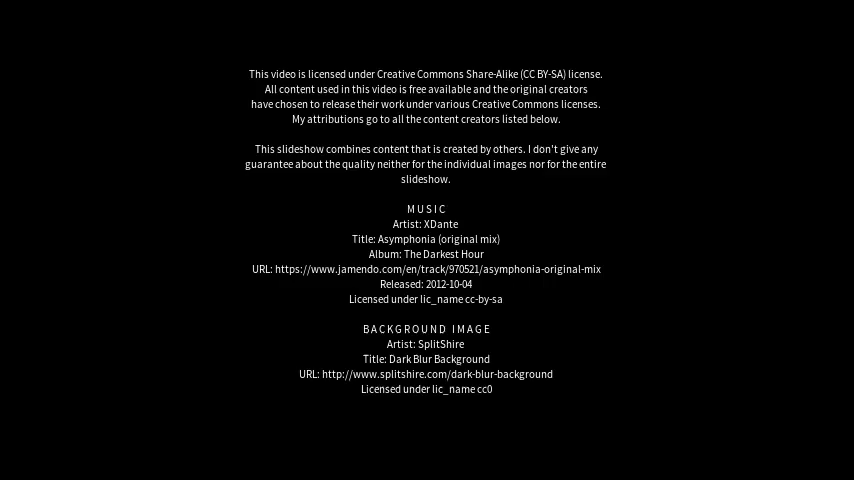 This video is licensed under Creative Commons Share-Alike (CC BY-SA) license.
All content used in this video is free available and the original creators
have chosen to release their work under various Creative Commons licenses.
My attributions go to all the content creators listed below.
This slideshow combines content that is created by others. I don't give any
guarantee about the quality neither for the individual images nor for the entire
slideshow.
MUSIC
Artist: XDante
Title: Asymphonia (original mix)
Album: The Darkest Hour
URL: https://www.jamendo.com/en/track/970521/asymphonia-original-mix
Released: 2012-10-04
Licensed under lic_name cc-by-sa
BACKGROUND IMAGE
Artist: SplitShire
Title: Dark Blur Background
URL: http://www.splitshire.com/dark-blur-background
Licensed under lic_name cc0